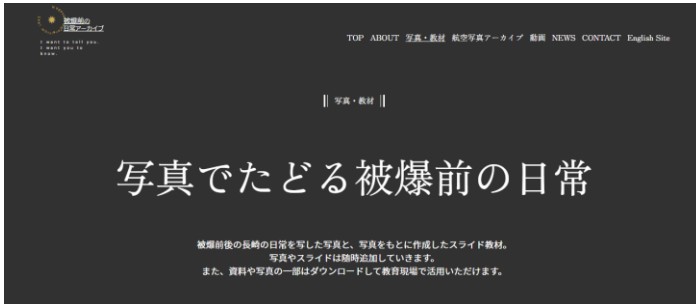 被爆前の
日常アーカイブ
I want to tell you.
I want you to
know.
TOP ABOUT 写真・教材 航空写真アーカイブ 動画 NEWS CONTACT English Site
写真・教材
写真でたどる被爆前の日常
被爆前後の長崎の日常を写した写真と、写真をもとに作成したスライド教材。
写真やスライドは随時追加していきます。
また、資料や写真の一部はダウンロードして教育現場で活用いただけます。